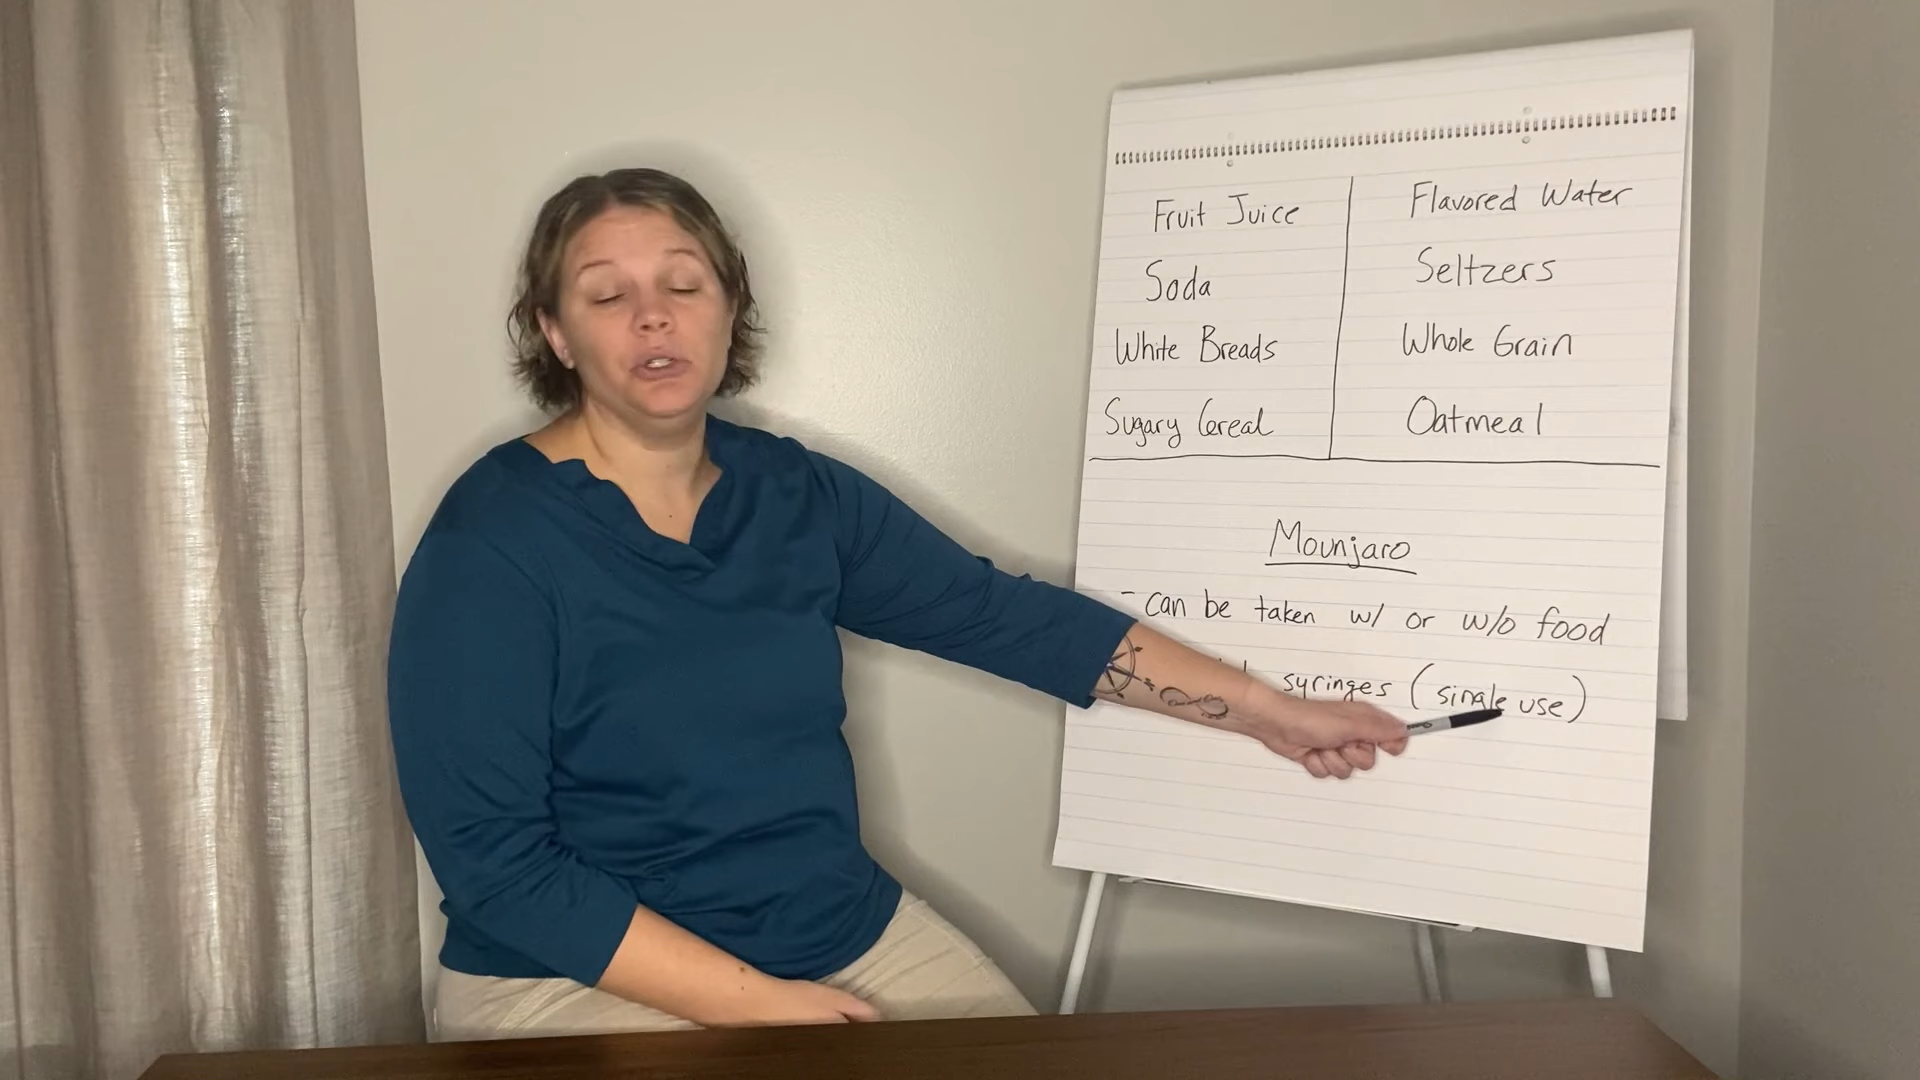 Fruit Juice
Flavored Water
Soda
Seltzers
White Breads
Whole Grain
Sugary Cereal
Oatmeal
Mounjaro
- can be taken w/ or w/o food
syringes (single use)